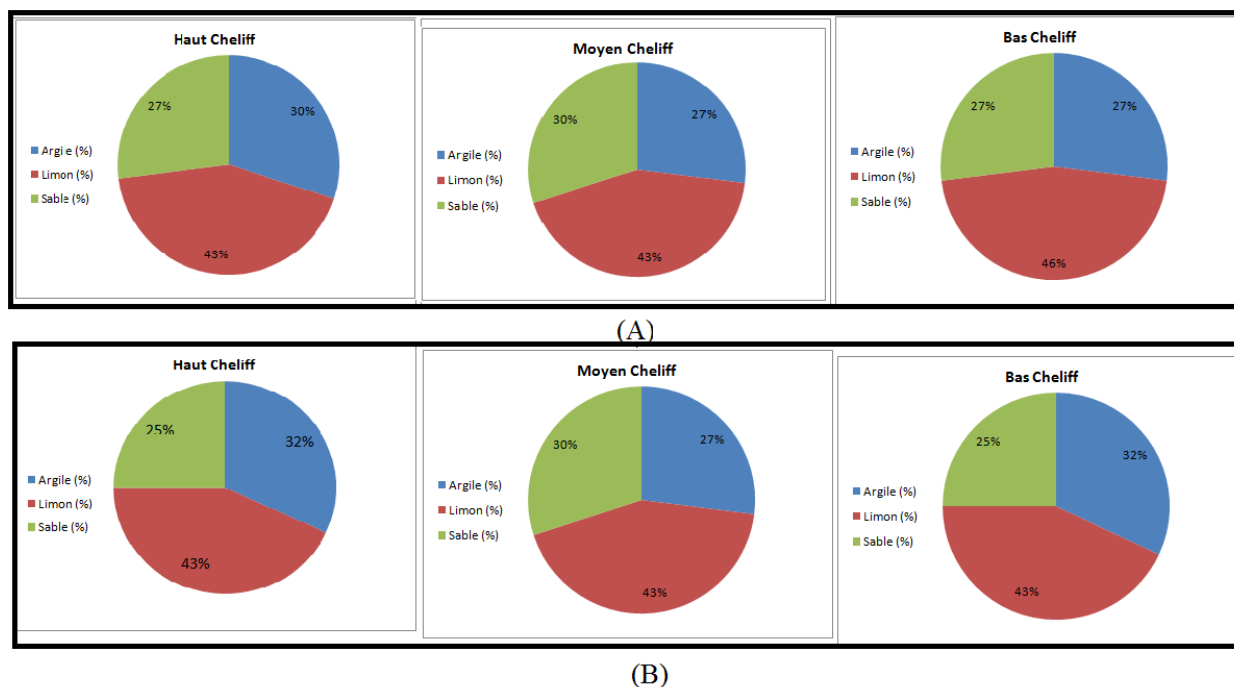 Haut Cheliff
27%
30%
43%
Argile (%)
Limon (%)
Sable (%)
Moyen Cheliff
30%
27%
43%
Argile (%)
Limon (%)
Sable (%)
Bas Cheliff
27%
27%
46%
Argile (%)
Limon (%)
Sable (%)
(A)
Haut Cheliff
25%
32%
43%
Argile (%)
Limon (%)
Sable (%)
Moyen Cheliff
30%
27%
43%
Argile (%)
Limon (%)
Sable (%)
Bas Cheliff
25%
32%
43%
Argile (%)
Limon (%)
Sable (%)
(B)